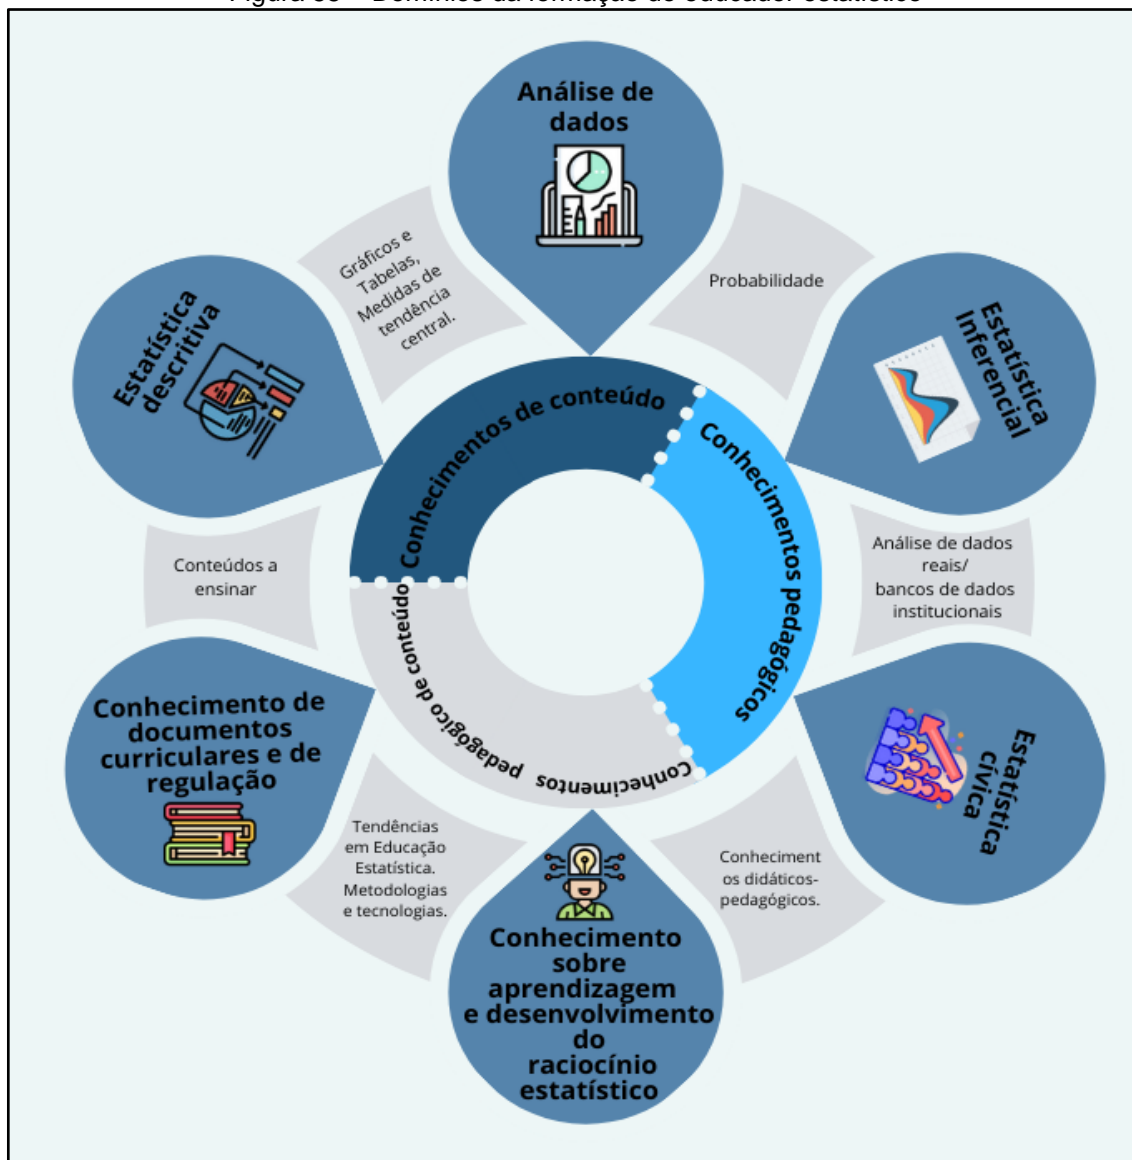 Análise de
dados
Probabilidade
Estatística
Inferencial
Análise de dados
reais/
bancos de dados
institucionais
Estatística
cívica
Conheciment
os didáticos-
pedagógicos.
Conhecimento
sobre
aprendizagem
e desenvolvimento
do
raciocínio
estatístico
Tendências
em Educação
Estatística.
Metodologias
e tecnologias.
Conhecimento de
documentos
curriculares e de
regulação
Conteúdos a
ensinar
Estatística
descritiva
Gráficos e
Tabelas,
Medidas de
tendência
central.
Conhecimentos de conteúdo
Conhecimentos pedagógicos
Conhecimentos pedagógico de conteúdo